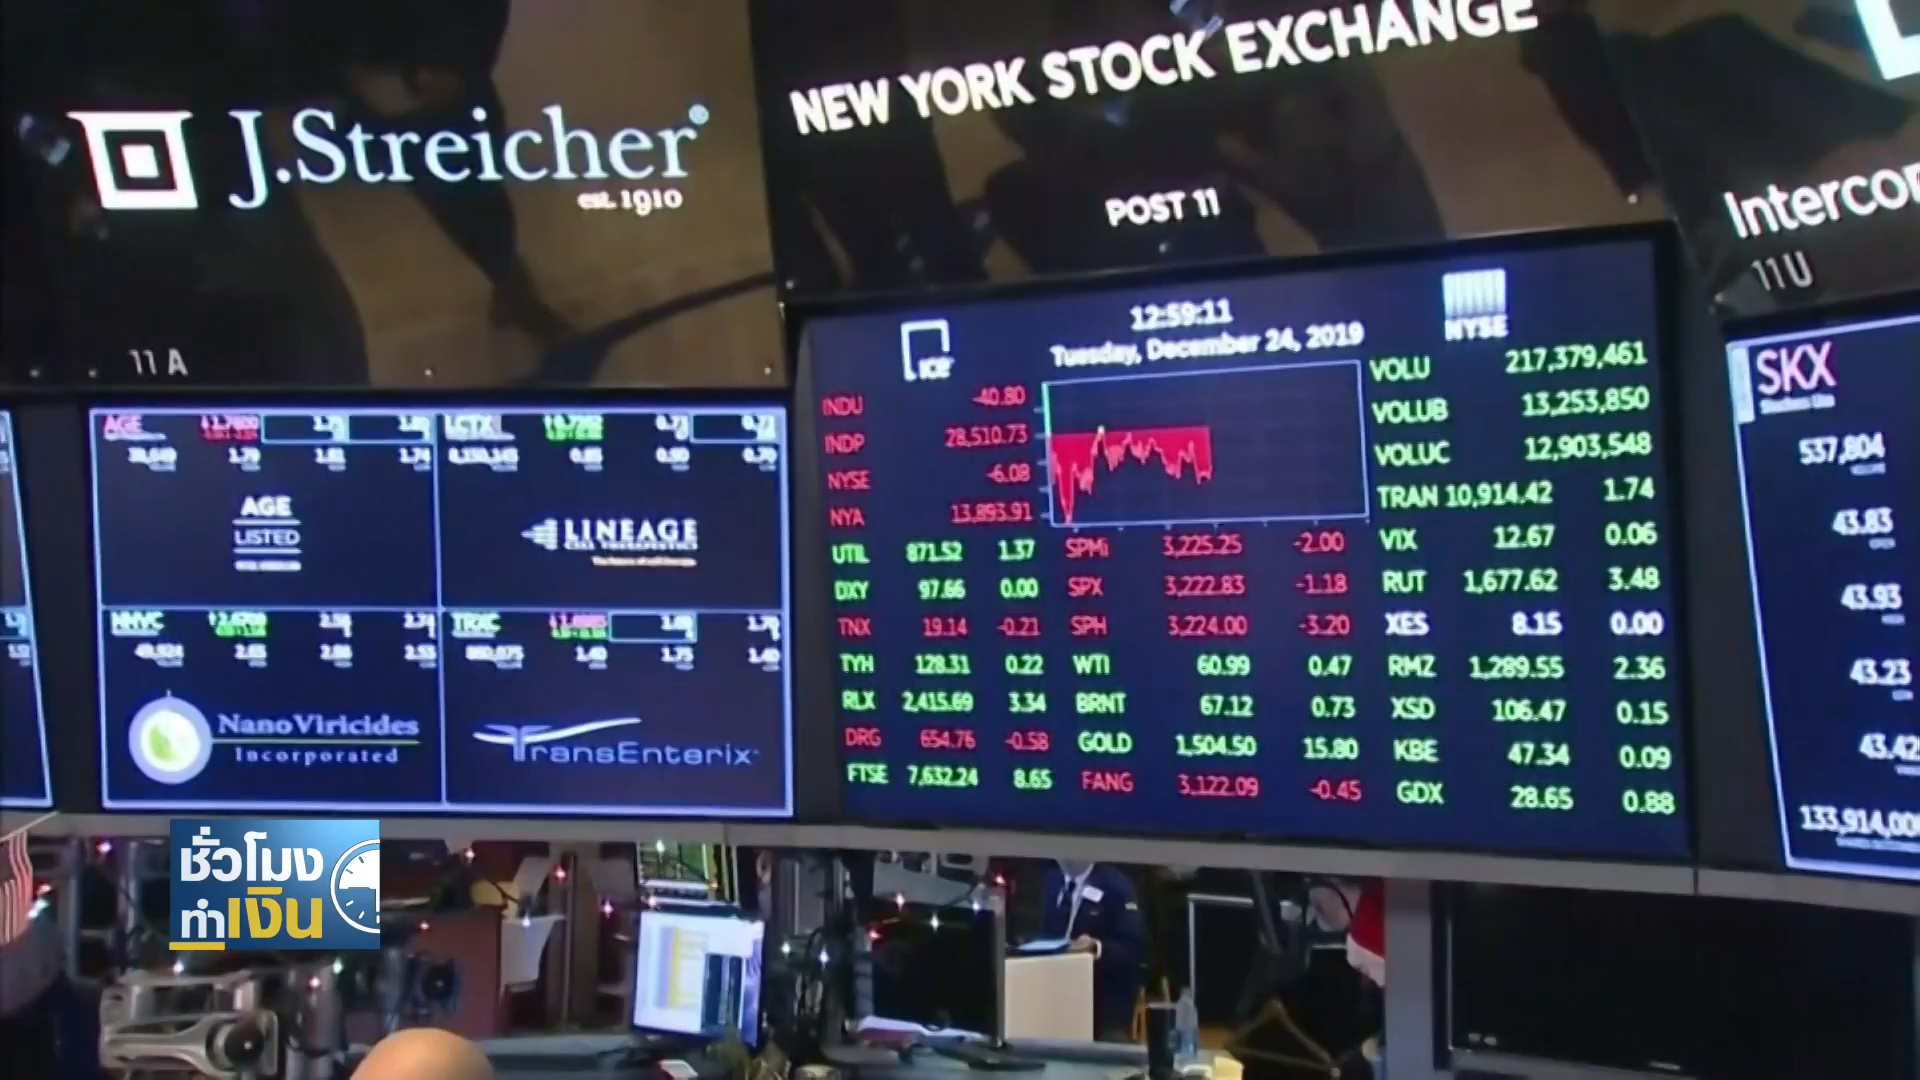 J.Streicher®
est. 1910
11 A
NEW YORK STOCK EXCHANGE
POST 11
Intercon
11 U
AGE
LCTX
AGE
LISTED
LINEAGE
NNVC
TRXC
NanoViricides
Incorporated
TransEnterix
ICE
12:59:11
Tuesday, December 24, 2019
NYSE
INDU -40.80
INDP 28,510.73
NYSE -6.08
NYA 13,893.91
UTIL 871.52 1.37
DXY 97.66 0.00
TNX 19.14 -0.21
TYH 128.31 0.22
RLX 2,415.69 3.34
DRG 654.76 -0.58
FTSE 7,632.24 8.65
SPMi 3,225.25 -2.00
SPX 3,222.83 -1.18
SPH 3,224.00 -3.20
WTI 60.99 0.47
BRNT 67.12 0.73
GOLD 1,504.50 15.80
FANG 3,122.09 -0.45
VOLU 217,379,461
VOLUB 13,253,850
VOLUC 12,903,548
TRAN 10,914.42 1.74
VIX 12.67 0.06
RUT 1,677.62 3.48
XES 8.15 0.00
RMZ 1,289.55 2.36
XSD 106.47 0.15
KBE 47.34 0.09
GDX 28.65 0.88
SKX
537,804
43.83
43.93
43.23
43.42
ชั่วโมง
ทำเงิน